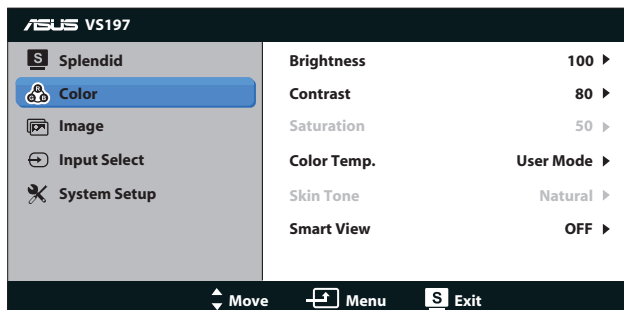 ASUS VS197
S Splendid
R G B Color
Image
Input Select
System Setup
Brightness 100
Contrast 80
Saturation 50
Color Temp. User Mode
Skin Tone Natural
Smart View OFF
Move Menu S Exit